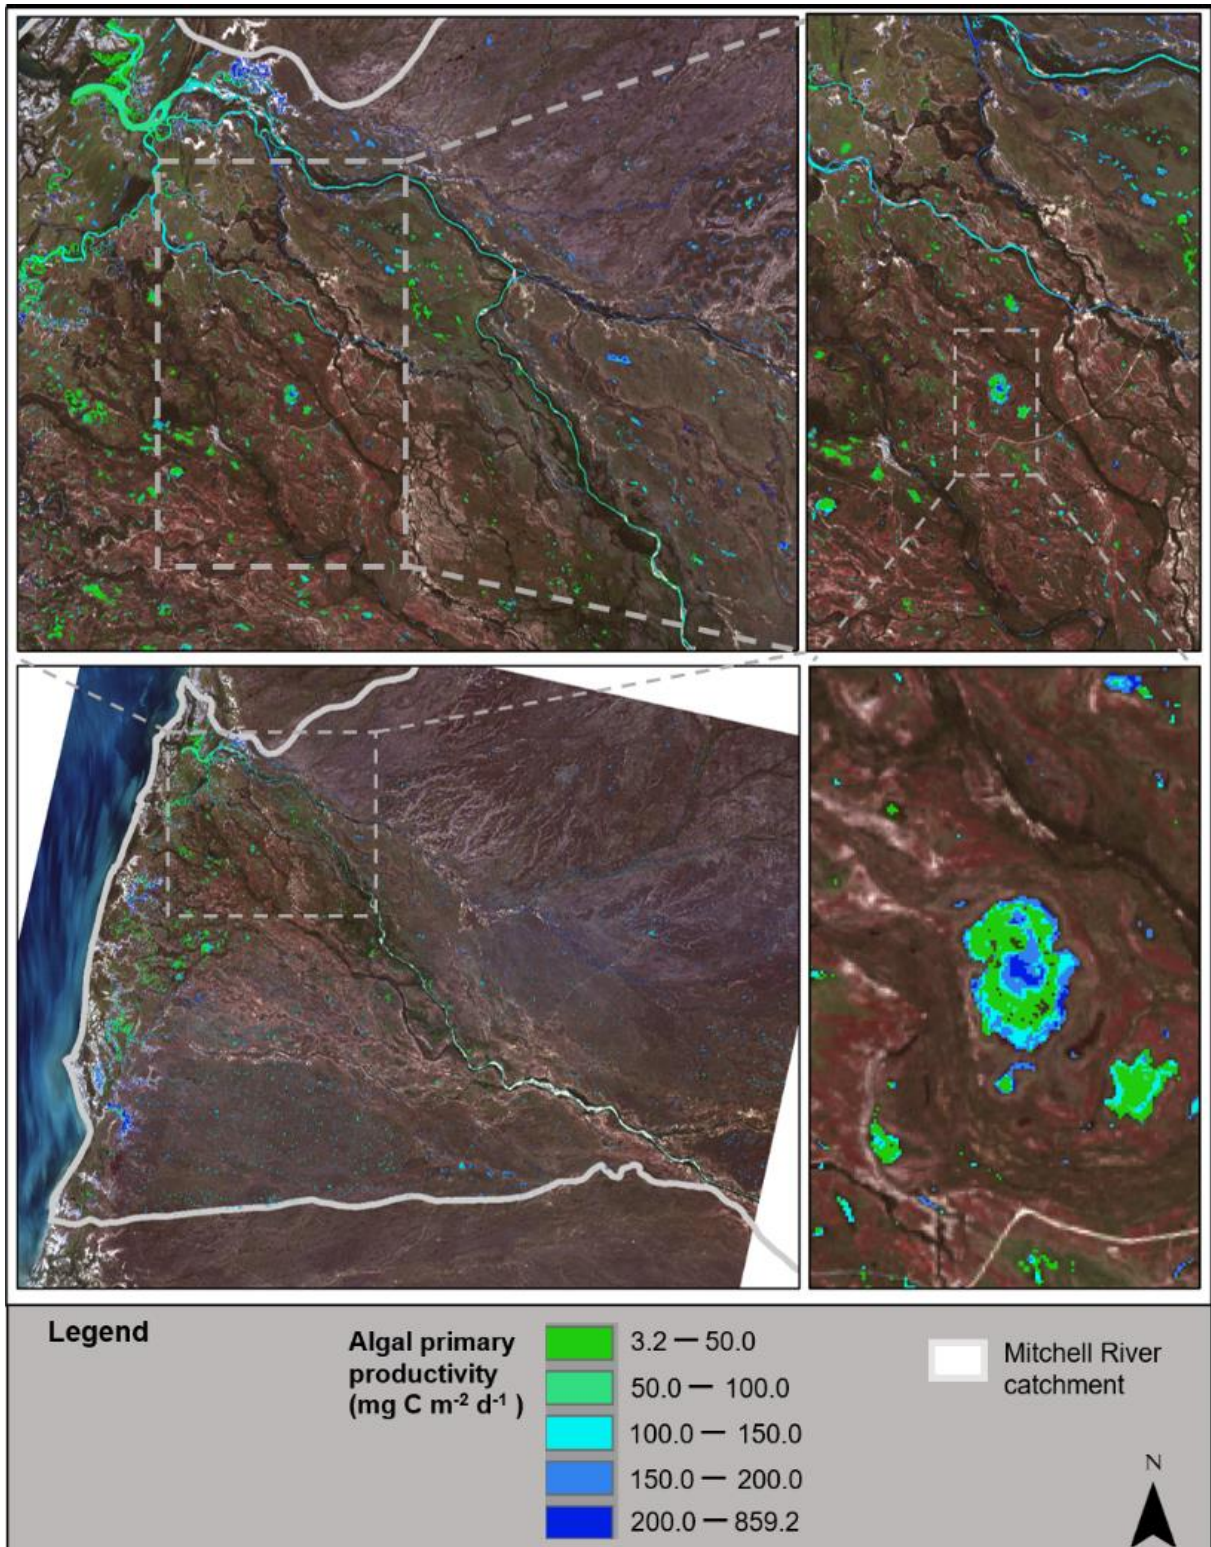 Legend
Algal primary
productivity
(mg C m⁻² d⁻¹ )
3.2 — 50.0
50.0 — 100.0
100.0 — 150.0
150.0 — 200.0
200.0 — 859.2
Mitchell River
catchment
N